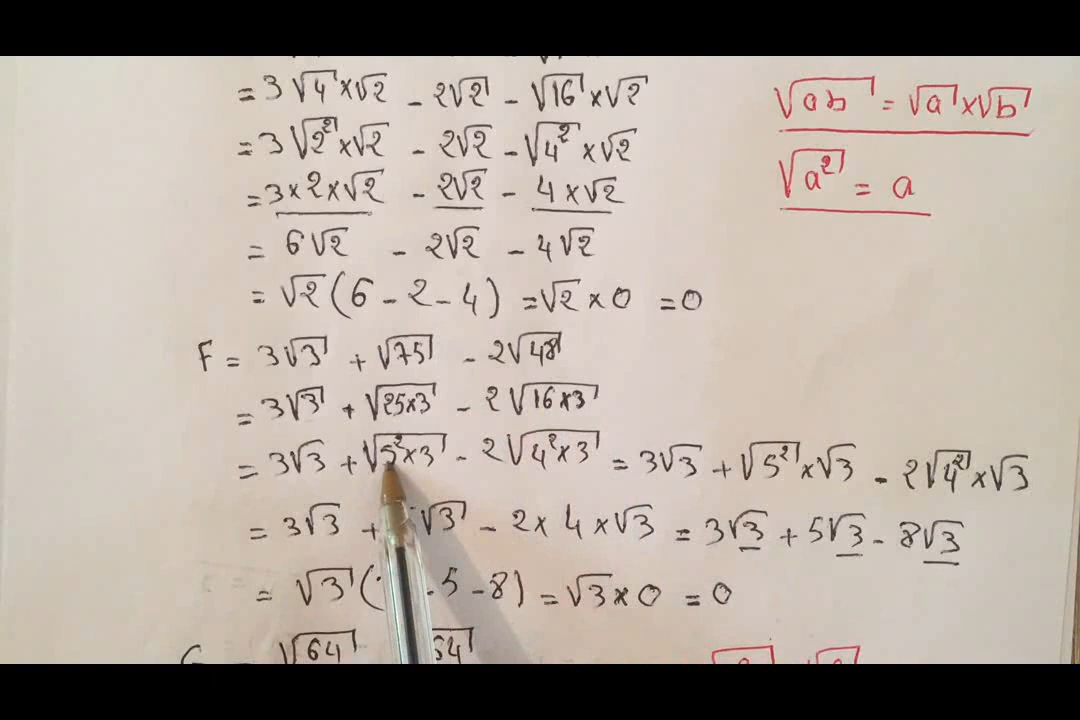 = 3√4 × √2 - 2√2 - √16 × √2
= 3√2² × √2 - 2√2 - √4² × √2
= 3 × 2 × √2 - 2√2 - 4 × √2
= 6√2 - 2√2 - 4√2
= √2 (6 - 2 - 4) = √2 × 0 = 0
F = 3√3 + √75 - 2√48
= 3√3 + √25×3 - 2√16×3
= 3√3 + √5²×3 - 2√4²×3 = 3√3 + √5² × √3 - 2√4² × √3
= 3√3 + √3 - 2 × 4 × √3 = 3√3 + 5√3 - 8√3
= √3 ( 5 - 8) = √3 × 0 = 0
√64
√ab = √a × √b
√a² = a